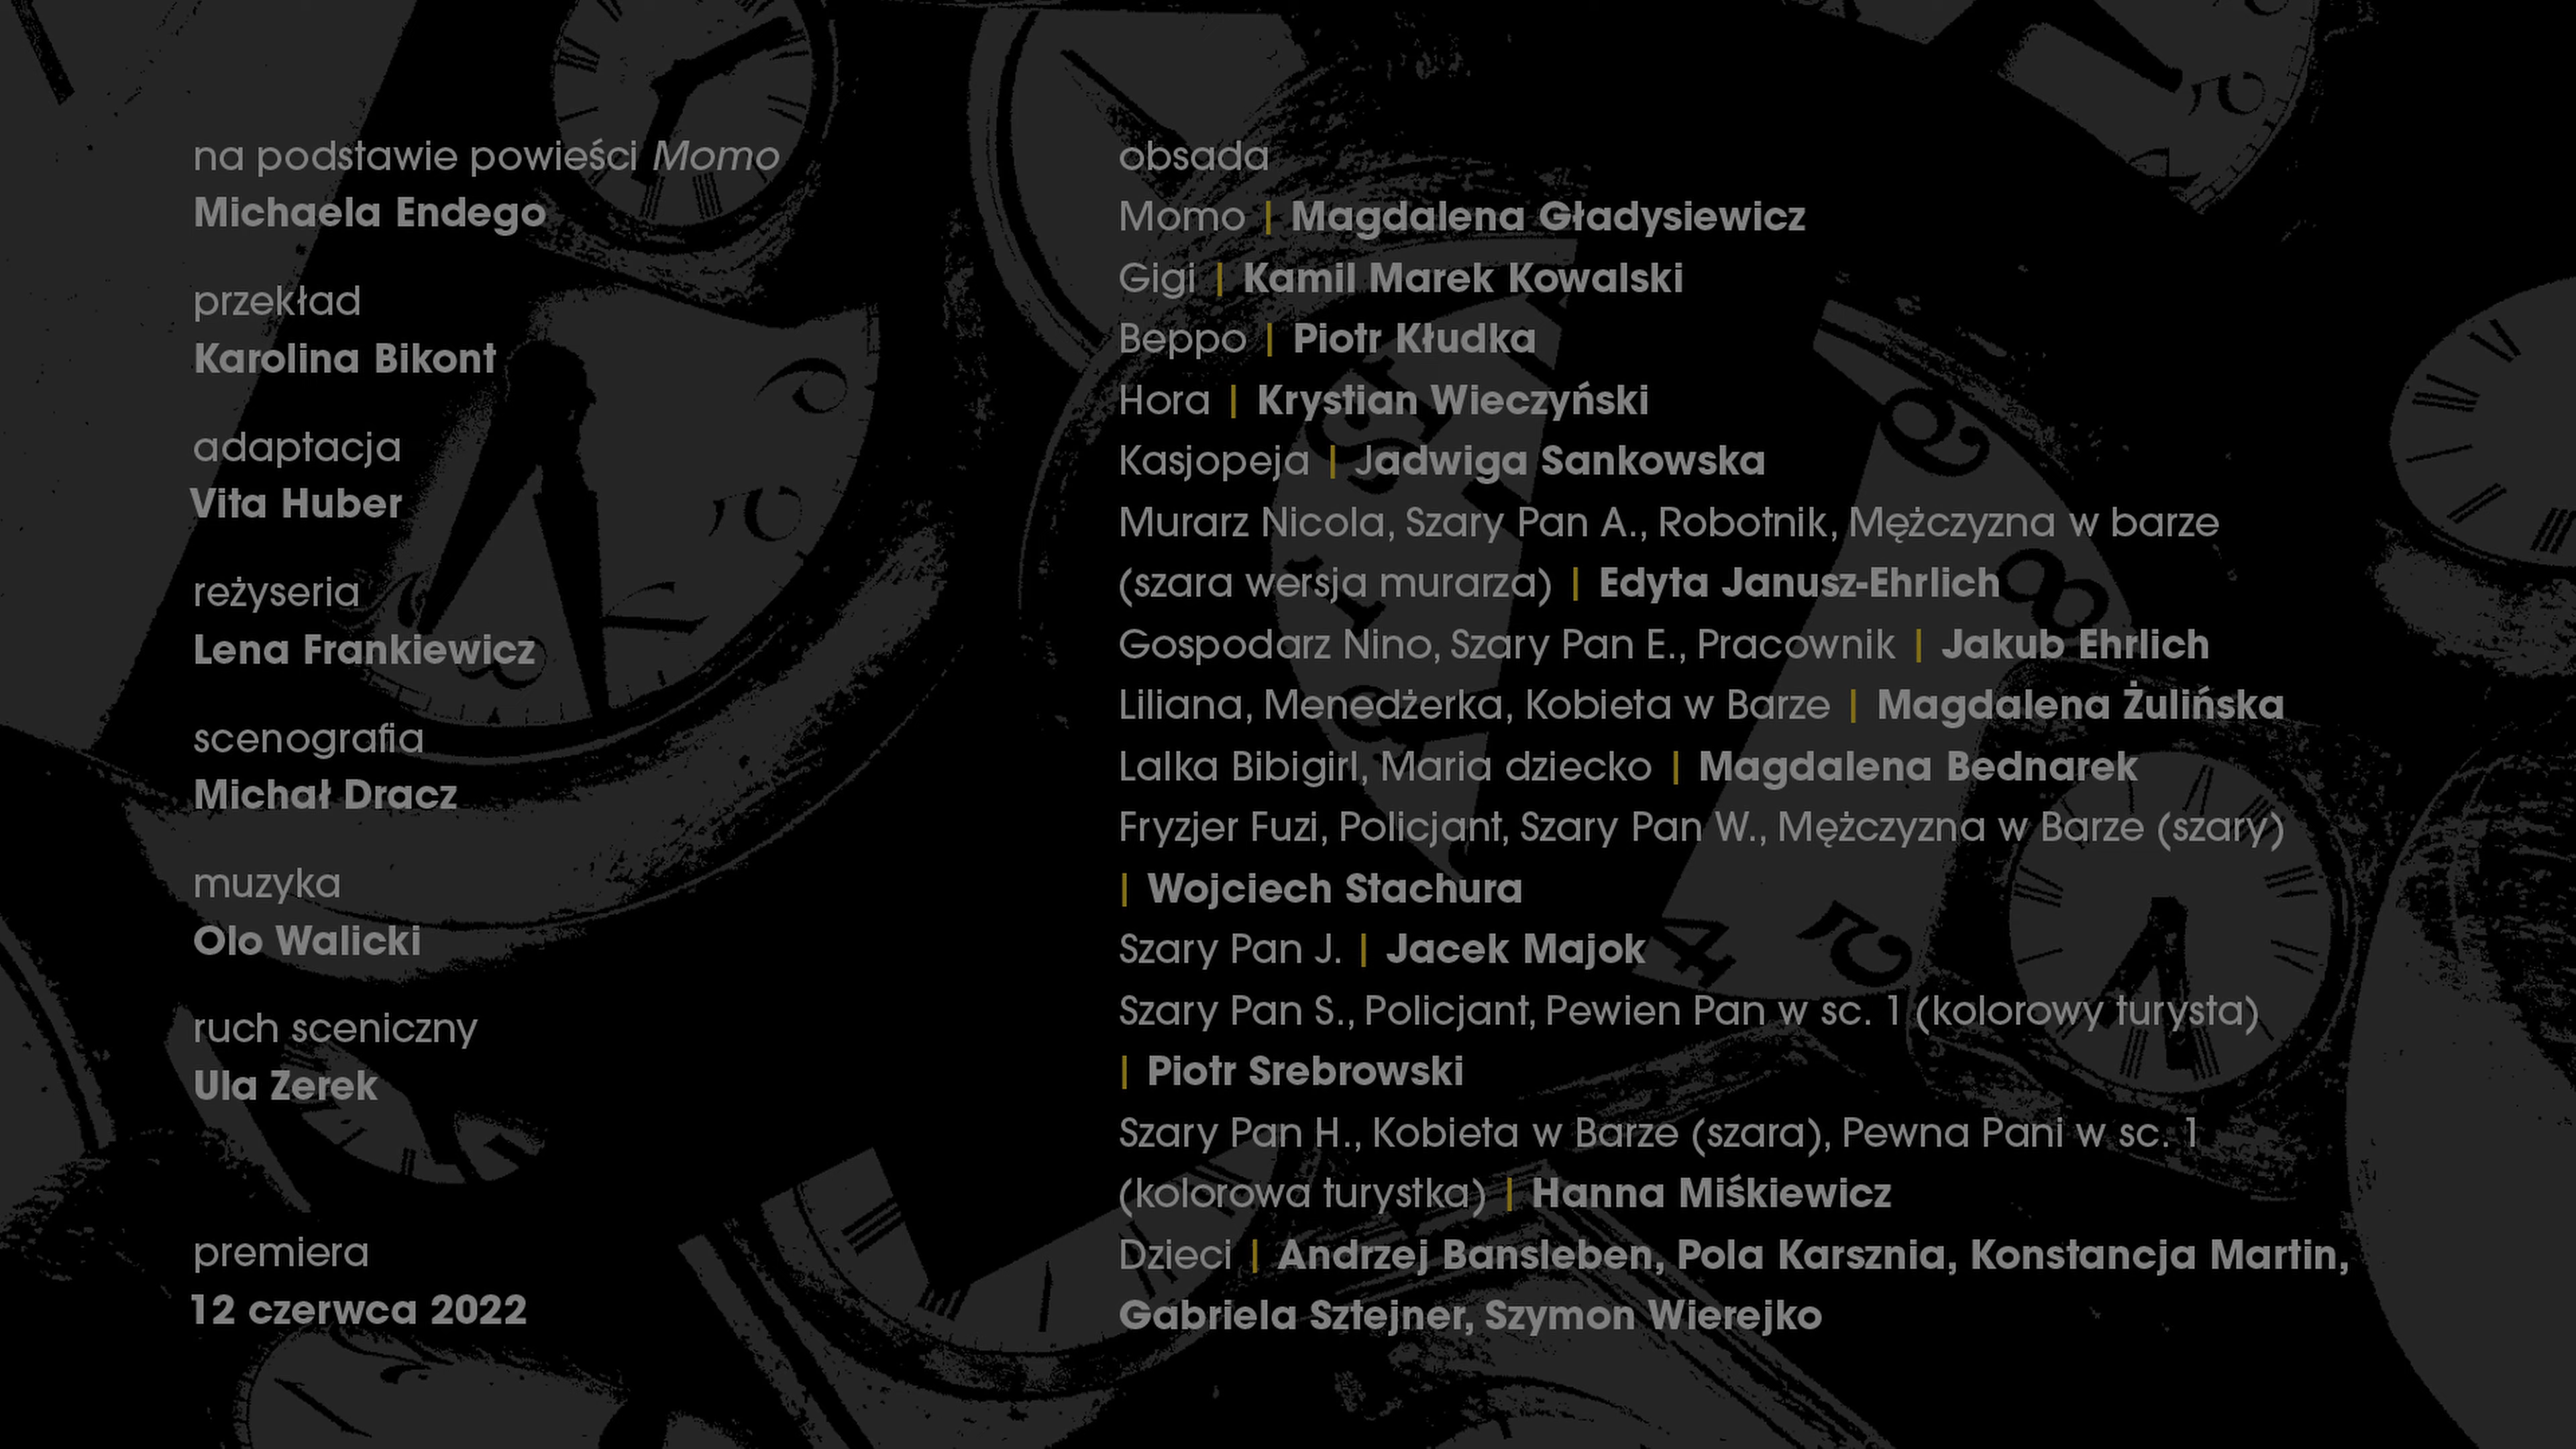 na podstawie powieści Momo
Michaela Endego
przekład
Karolina Bikont
adaptacja
Vita Huber
reżyseria
Lena Frankiewicz
scenografia
Michał Dracz
muzyka
Olo Walicki
ruch sceniczny
Ula Zerek
premiera
12 czerwca 2022
obsada
Momo | Magdalena Gładysiewicz
Gigi | Kamil Marek Kowalski
Beppo | Piotr Kłudka
Hora | Krystian Wieczyński
Kasjopeja | Jadwiga Sankowska
Murarz Nicola, Szary Pan A., Robotnik, Mężczyzna w barze
(szara wersja murarza) | Edyta Janusz-Ehrlich
Gospodarz Nino, Szary Pan E., Pracownik | Jakub Ehrlich
Liliana, Menedżerka, Kobieta w Barze | Magdalena Żulińska
Lalka Bibigirl, Maria dziecko | Magdalena Bednarek
Fryzjer Fuzi, Policjant, Szary Pan W., Mężczyzna w Barze (szary)
| Wojciech Stachura
Szary Pan J. | Jacek Majok
Szary Pan S., Policjant, Pewien Pan w sc. 1 (kolorowy turysta)
| Piotr Srebrowski
Szary Pan H., Kobieta w Barze (szara), Pewna Pani w sc. 1
(kolorowa turystka) | Hanna Miśkiewicz
Dzieci | Andrzej Bansleben, Pola Karsznia, Konstancja Martin,
Gabriela Sztejner, Szymon Wierejko